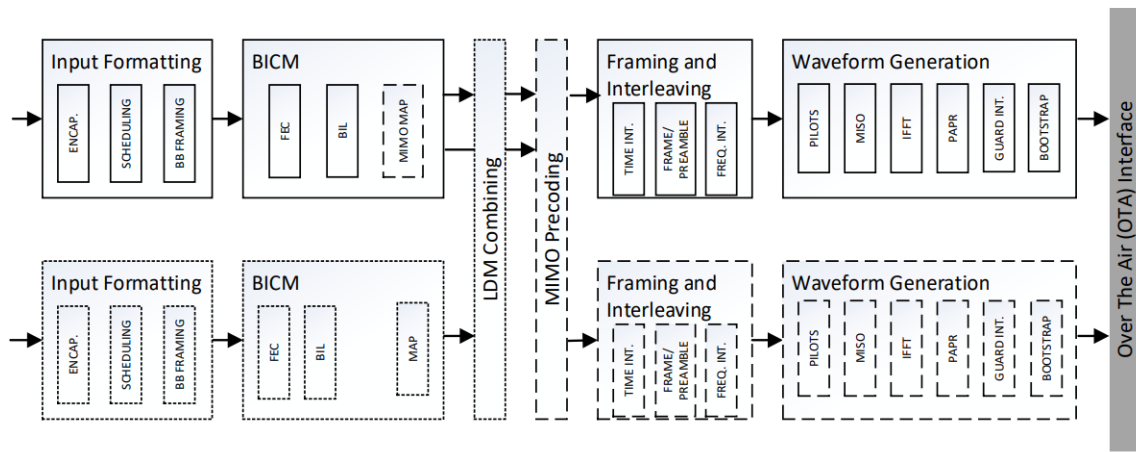 Input Formatting
ENCAP.
SCHEDULING
BB FRAMING
BICM
FEC
BIL
MIMO MAP
LDM Combining
MIMO Precoding
Framing and
Interleaving
TIME INT.
FRAME/
PREAMBLE
FREQ. INT.
Waveform Generation
PILOTS
MISO
IFFT
PAPR
GUARD INT.
BOOTSTRAP
Over The Air (OTA) Interface
Input Formatting
ENCAP.
SCHEDULING
BB FRAMING
BICM
FEC
BIL
MAP
Framing and
Interleaving
TIME INT.
FRAME/
PREAMBLE
FREQ. INT.
Waveform Generation
PILOTS
MISO
IFFT
PAPR
GUARD INT.
BOOTSTRAP